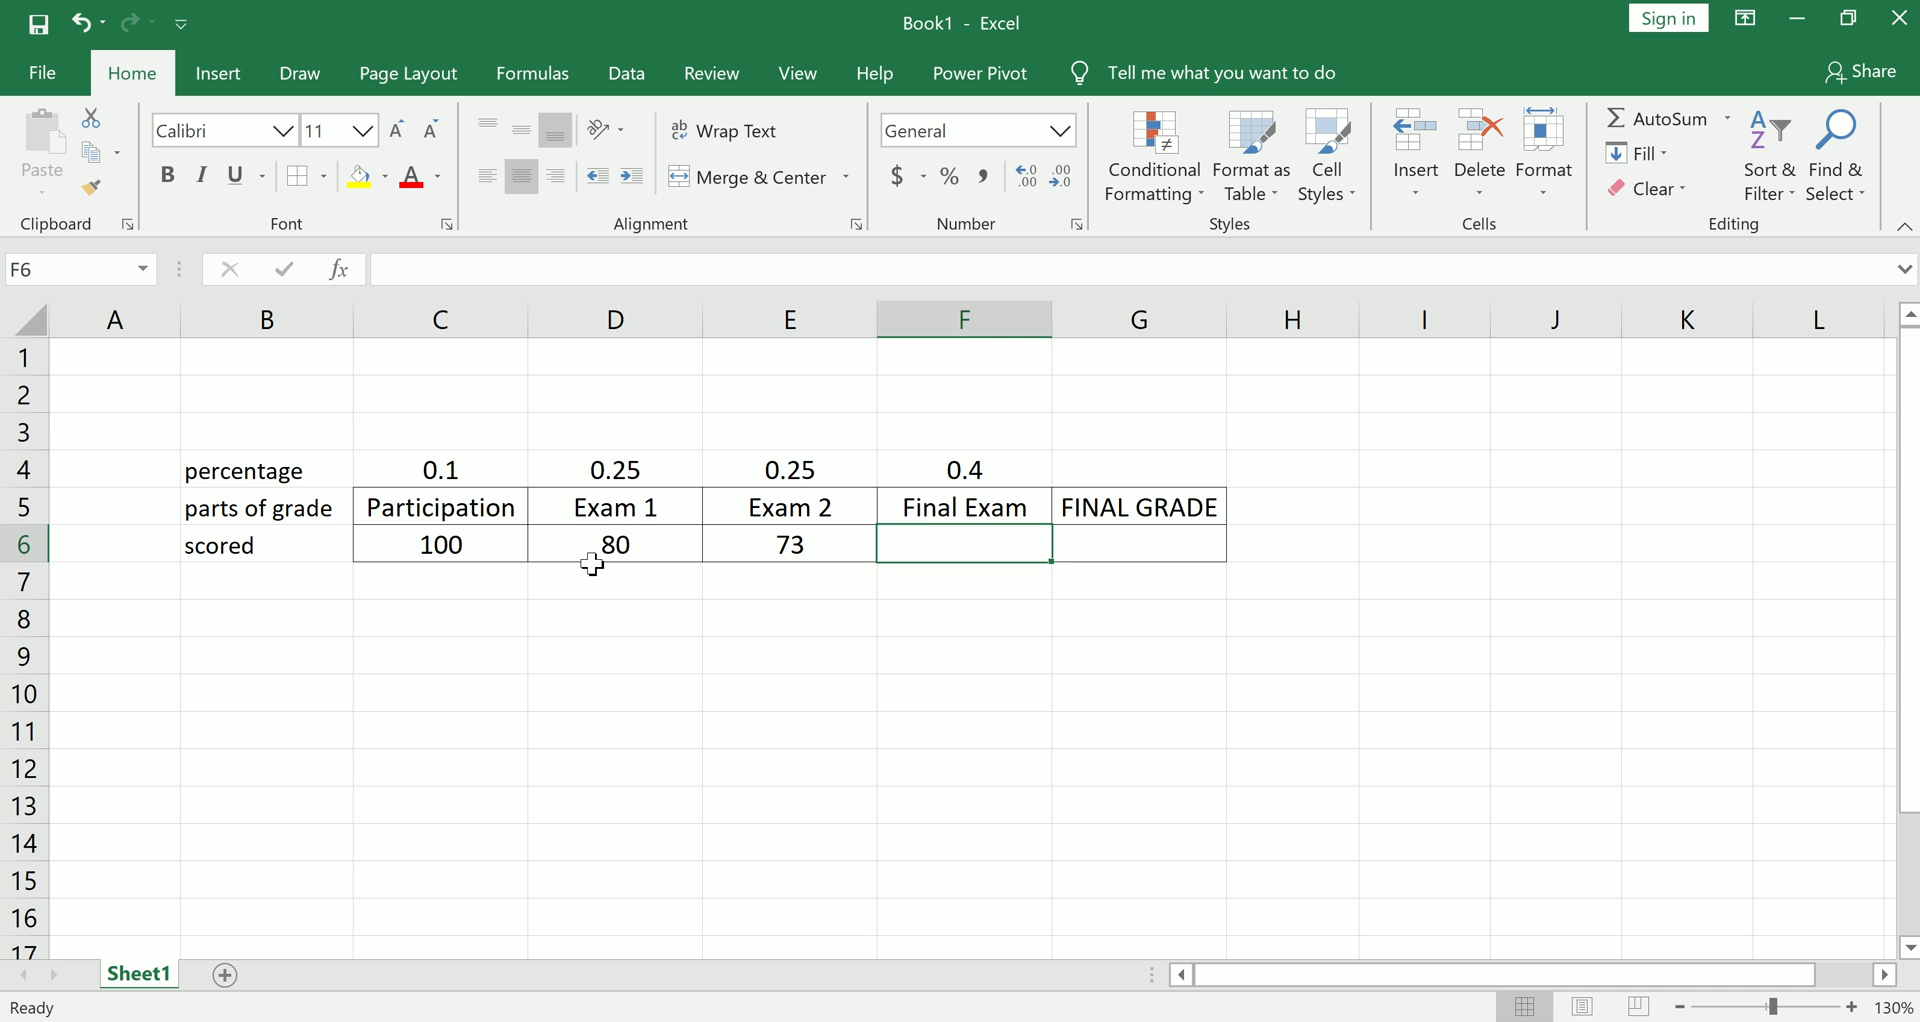 Book1 - Excel
Sign in
File Home Insert Draw Page Layout Formulas Data Review View Help Power Pivot Tell me what you want to do Share
Paste
Clipboard
Calibri 11 A A
B I U A
Font
ab Wrap Text
Merge & Center
Alignment
General
$ % , .00 .00
Number
Conditional Formatting
Format as Table
Cell Styles
Styles
Insert Delete Format
Cells
AutoSum
Fill
Clear
Sort & Filter
Find & Select
Editing
F6 fx
A B C D E F G H I J K L
1
2
3
4 percentage 0.1 0.25 0.25 0.4
5 parts of grade Participation Exam 1 Exam 2 Final Exam FINAL GRADE
6 scored 100 80 73
7
8
9
10
11
12
13
14
15
16
17
Sheet1
Ready 130%